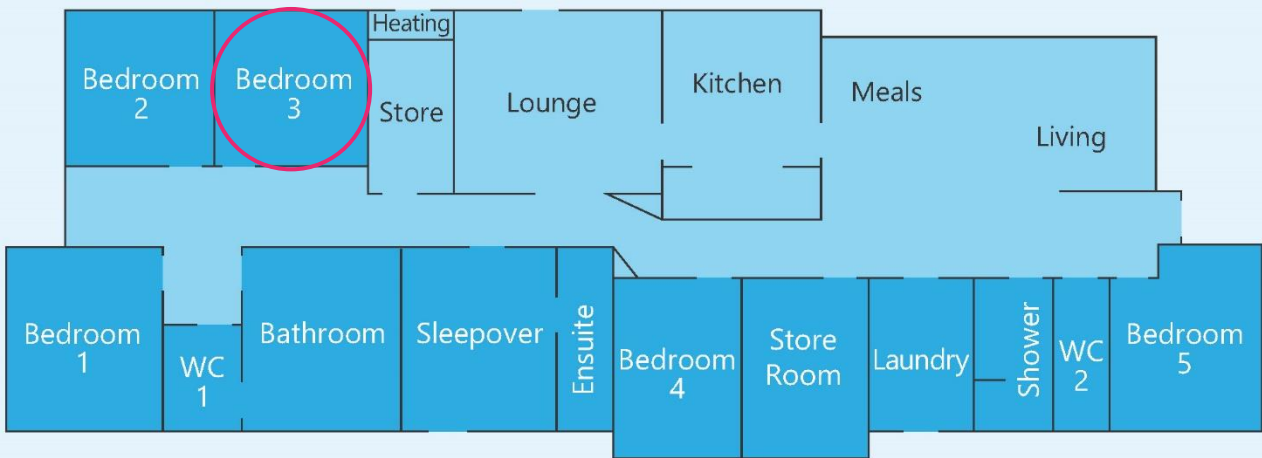 Heating
Bedroom
2
Bedroom
3
Store
Lounge
Kitchen
Meals
Living
Bedroom
1
WC
1
Bathroom
Sleepover
Ensuite
Bedroom
4
Store
Room
Laundry
Shower
WC
2
Bedroom
5